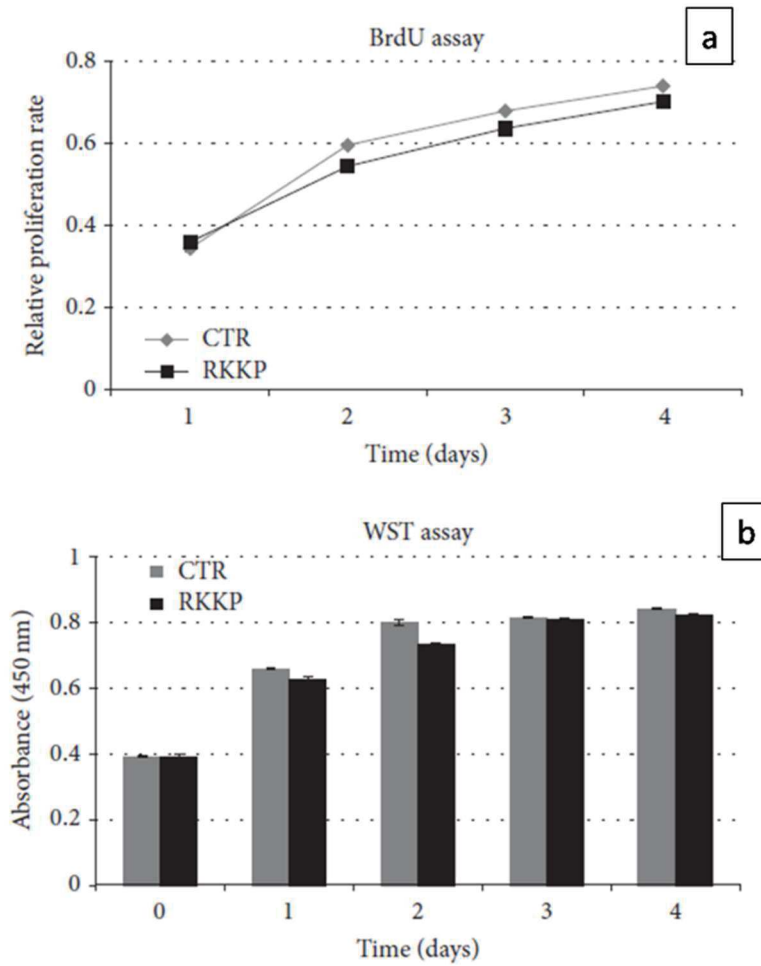 BrdU assay
a
Relative proliferation rate
0.8
0.6
0.4
0.2
0
CTR
RKKP
1 2 3 4
Time (days)
WST assay
b
Absorbance (450 nm)
1
0.8
0.6
0.4
0.2
0
CTR
RKKP
0 1 2 3 4
Time (days)